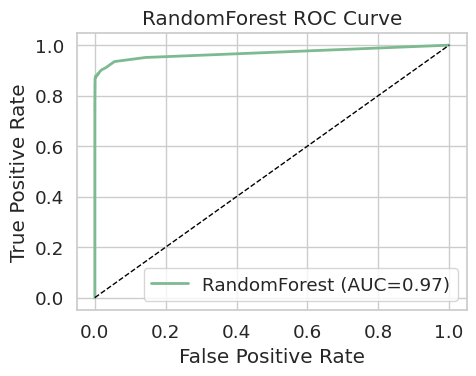 RandomForest ROC Curve
1.0
0.8
0.6
0.4
0.2
0.0
True Positive Rate
RandomForest (AUC=0.97)
0.0 0.2 0.4 0.6 0.8 1.0
False Positive Rate